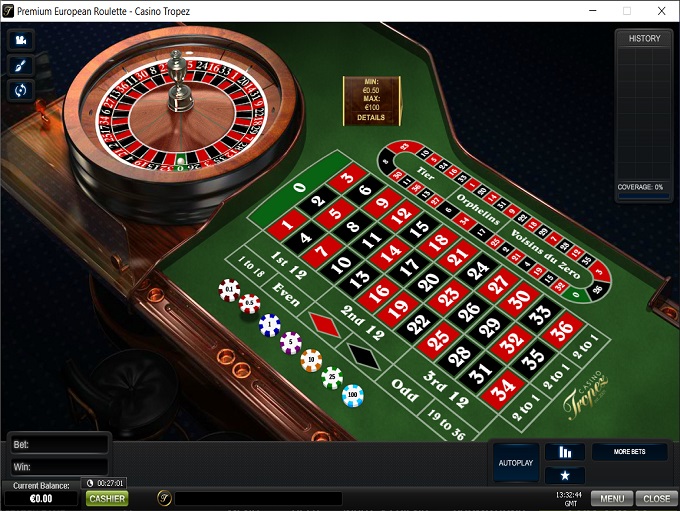 Premium European Roulette - Casino Tropez
HISTORY
MIN:
€0.50
MAX:
€100
DETAILS
COVERAGE: 0%
Tier
Orphelins
Voisins du Zero
0
3
6
9
12
15
18
21
24
27
30
33
36
2
5
8
11
14
17
20
23
26
29
32
35
1
4
7
10
13
16
19
22
25
28
31
34
2 to 1
2 to 1
2 to 1
1st 12
2nd 12
3rd 12
1 to 18
Even
Odd
19 to 36
0.1
0.5
1
5
10
25
100
CASINO
Tropez
Bet:
Win:
AUTOPLAY
MORE BETS
Current Balance:
€0.00
00:27:01
CASHIER
13:32:44
GMT
MENU
CLOSE